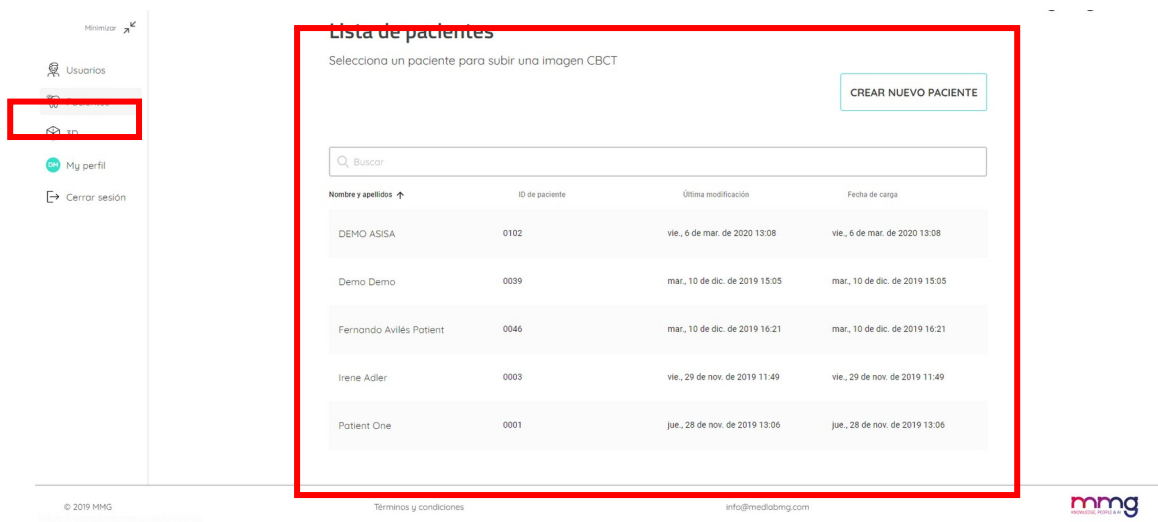 Minimizar
Usuarios
Pacientes
3D
DM My perfil
Cerrar sesión
Lista de pacientes
Selecciona un paciente para subir una imagen CBCT
CREAR NUEVO PACIENTE
Buscar
Nombre y apellidos ID de paciente Última modificación Fecha de carga
DEMO ASISA 0102 vie., 6 de mar. de 2020 13:08 vie., 6 de mar. de 2020 13:08
Demo Demo 0039 mar., 10 de dic. de 2019 15:05 mar., 10 de dic. de 2019 15:05
Fernando Avilés Patient 0046 mar., 10 de dic. de 2019 16:21 mar., 10 de dic. de 2019 16:21
Irene Adler 0003 vie., 29 de nov. de 2019 11:49 vie., 29 de nov. de 2019 11:49
Patient One 0001 jue., 28 de nov. de 2019 13:06 jue., 28 de nov. de 2019 13:06
© 2019 MMG Términos y condiciones info@medlabmg.com mmg
KNOWLEDGE, PEOPLE & AI